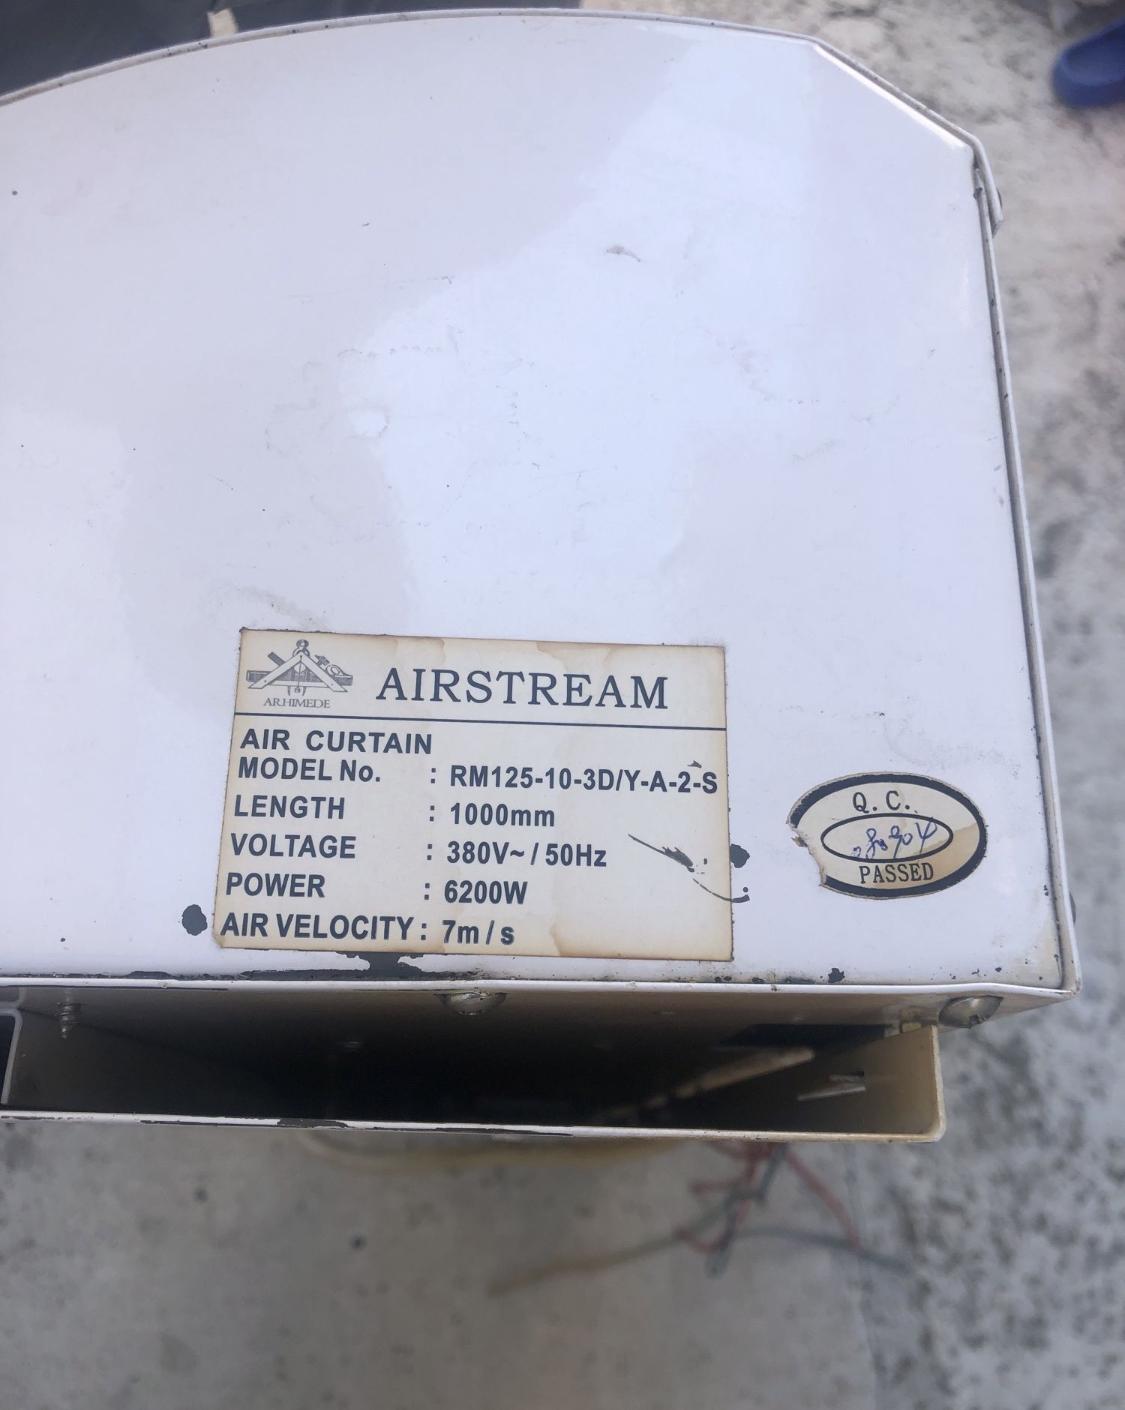 ARHIMEDE
AIRSTREAM
AIR CURTAIN
MODEL No. : RM125-10-3D/Y-A-2-S
LENGTH : 1000mm
VOLTAGE : 380V~ / 50Hz
POWER : 6200W
AIR VELOCITY : 7m / s
Q. C.
PASSED